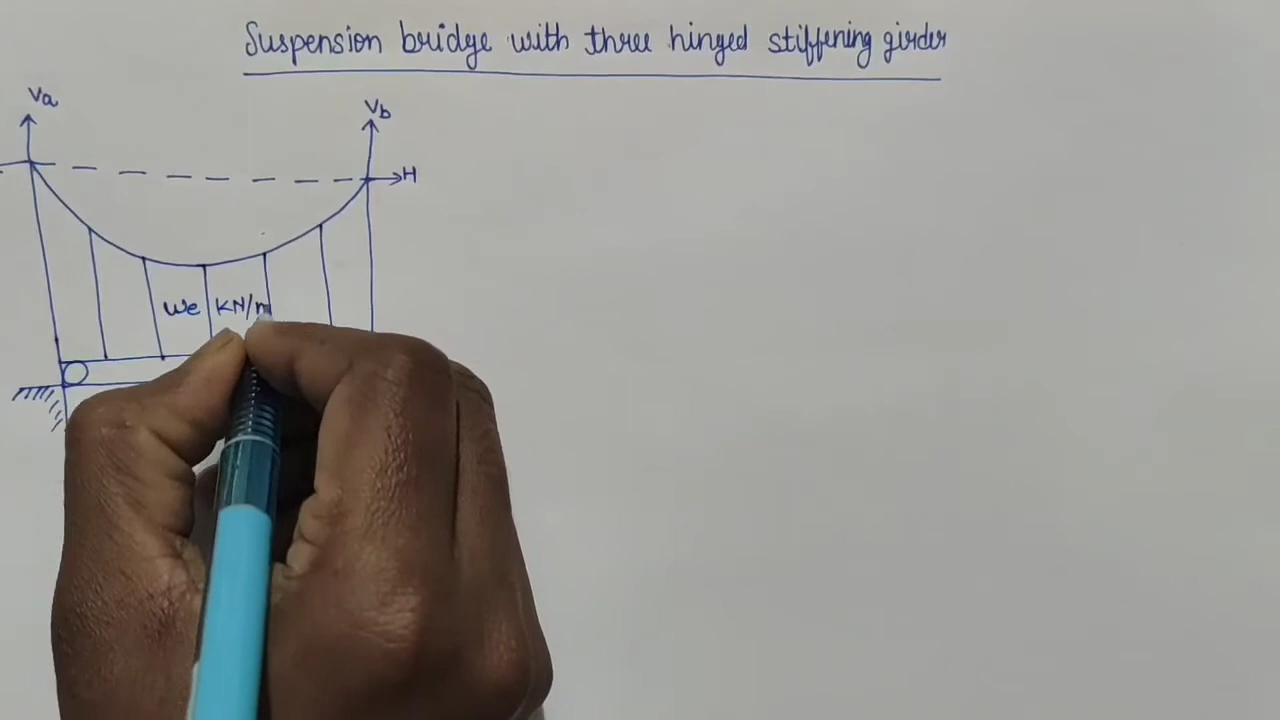 Suspension bridge with three hinged stiffening girder
Va
Vb
H
We KN/m